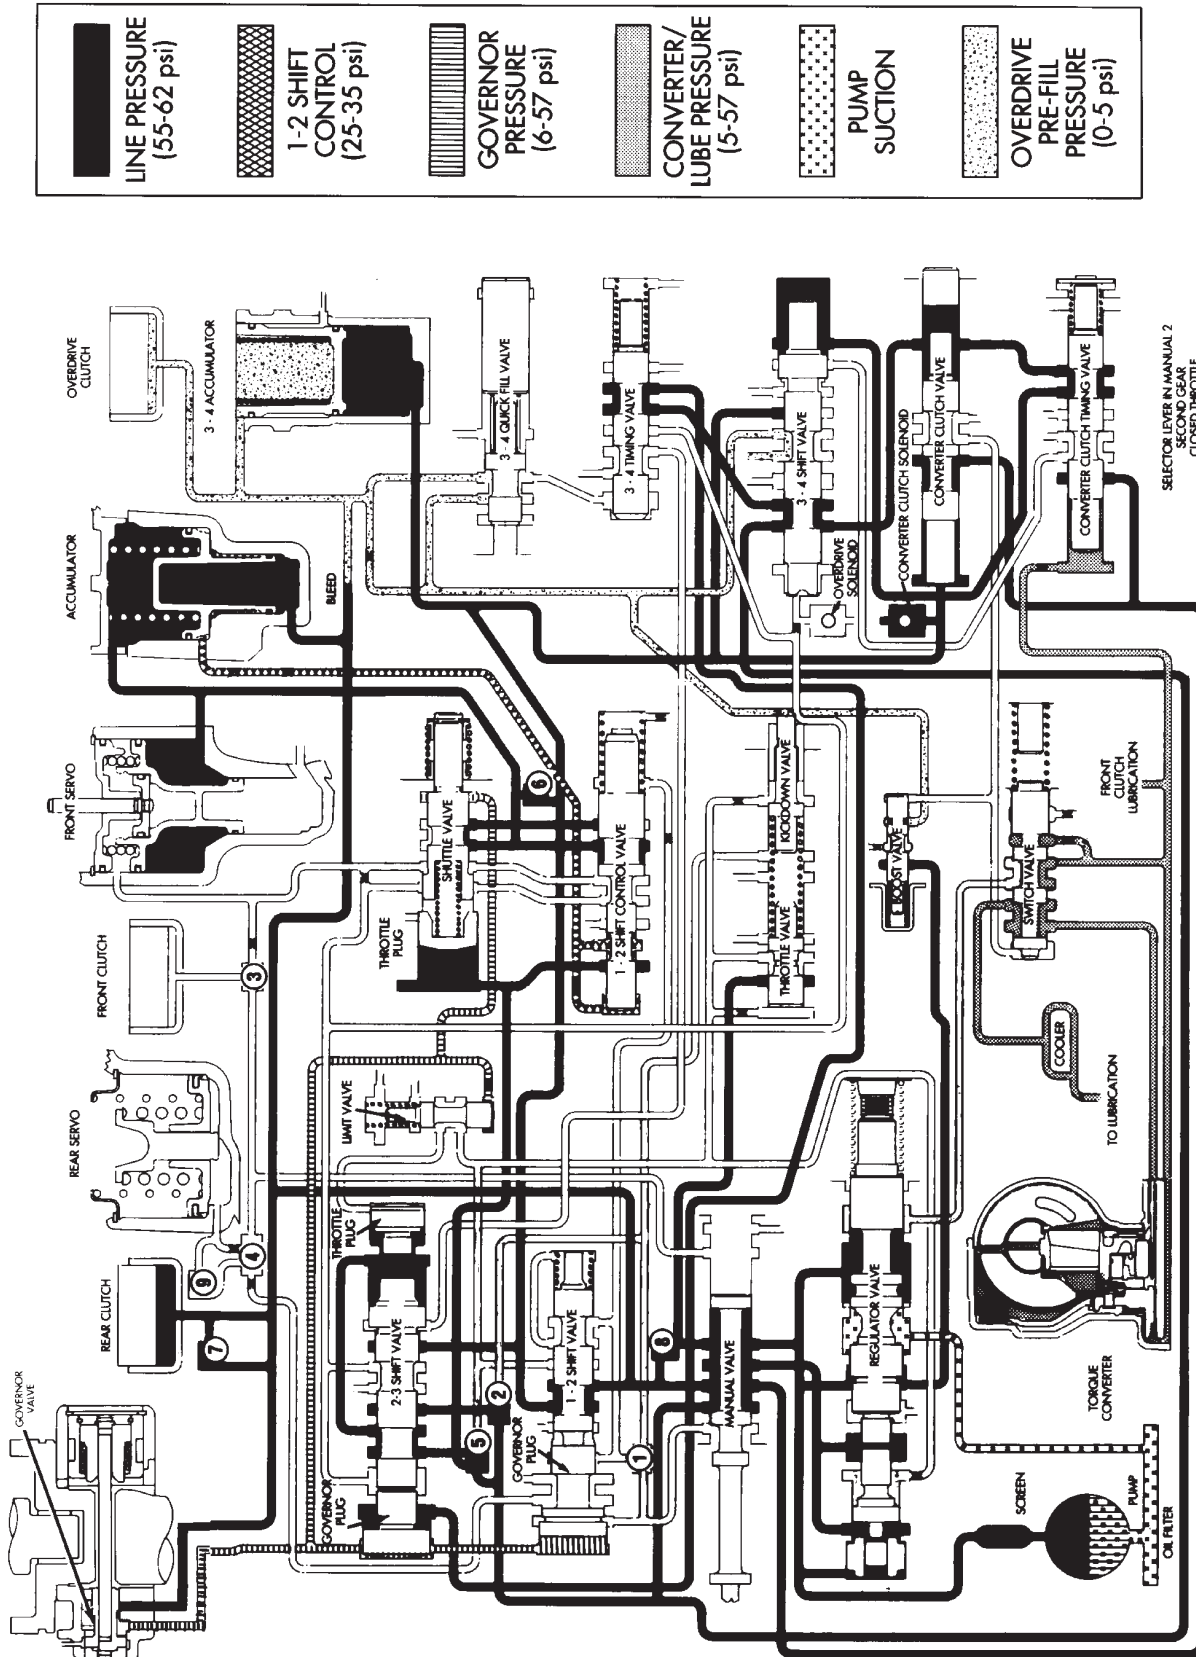 LINE PRESSURE
(55-62 psi)
1-2 SHIFT
CONTROL
(25-35 psi)
GOVERNOR
PRESSURE
(6-57 psi)
CONVERTER/
LUBE PRESSURE
(5-57 psi)
PUMP
SUCTION
OVERDRIVE
PRE-FILL
PRESSURE
(0-5 psi)
OVERDRIVE
CLUTCH
3 - 4 ACCUMULATOR
3 - 4 QUICK FILL VALVE
3 - 4 TIMING VALVE
3 - 4 SHIFT VALVE
OVERDRIVE
SOLENOID
CONVERTER CLUTCH SOLENOID
CONVERTER CLUTCH VALVE
CONVERTER CLUTCH TIMING VALVE
SELECTOR LEVER IN MANUAL 2
SECOND GEAR
CLOSED THROTTLE
ACCUMULATOR
BLEED
FRONT SERVO
SHUTTLE VALVE
THROTTLE
PLUG
6
1 - 2 SHIFT CONTROL VALVE
KICKDOWN VALVE
THROTTLE VALVE
BOOST VALVE
SWITCH VALVE
FRONT
CLUTCH
LUBRICATION
FRONT CLUTCH
3
COOLER
TO LUBRICATION
REAR SERVO
LIMIT VALVE
4
9
REAR CLUTCH
7
THROTTLE
PLUG
2-3 SHIFT VALVE
GOVERNOR
PLUG
2
5
1-2 SHIFT VALVE
GOVERNOR
PLUG
1
8
MANUAL VALVE
REGULATOR VALVE
TORQUE
CONVERTER
SCREEN
PUMP
OIL FILTER
GOVERNOR
VALVE